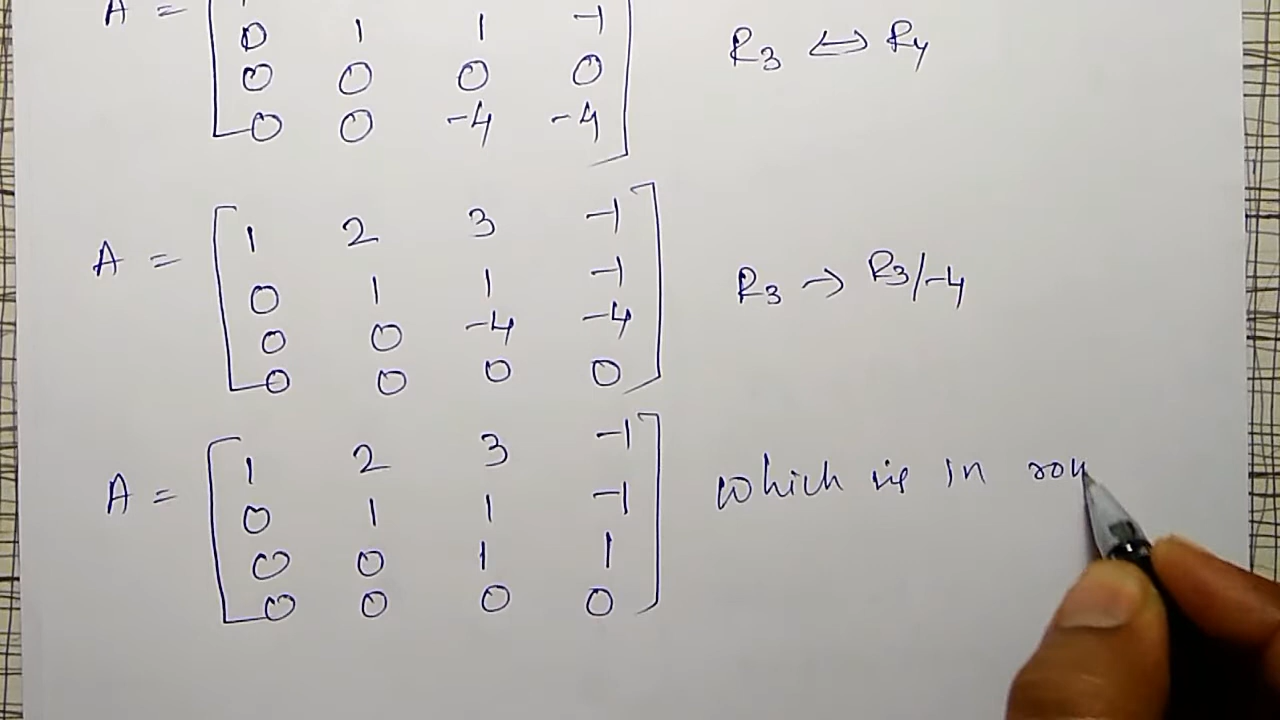 A = [
0 1 1 -1
R3 ↔ R4
0 0 0 0
0 0 -4 -4
1 2 3 -1
A = 0 1 1 -1
R3 → R3/-4
0 0 -4 -4
0 0 0 0
1 2 3 -1
A = 0 1 1 -1
which is in row
0 0 1 1
0 0 0 0